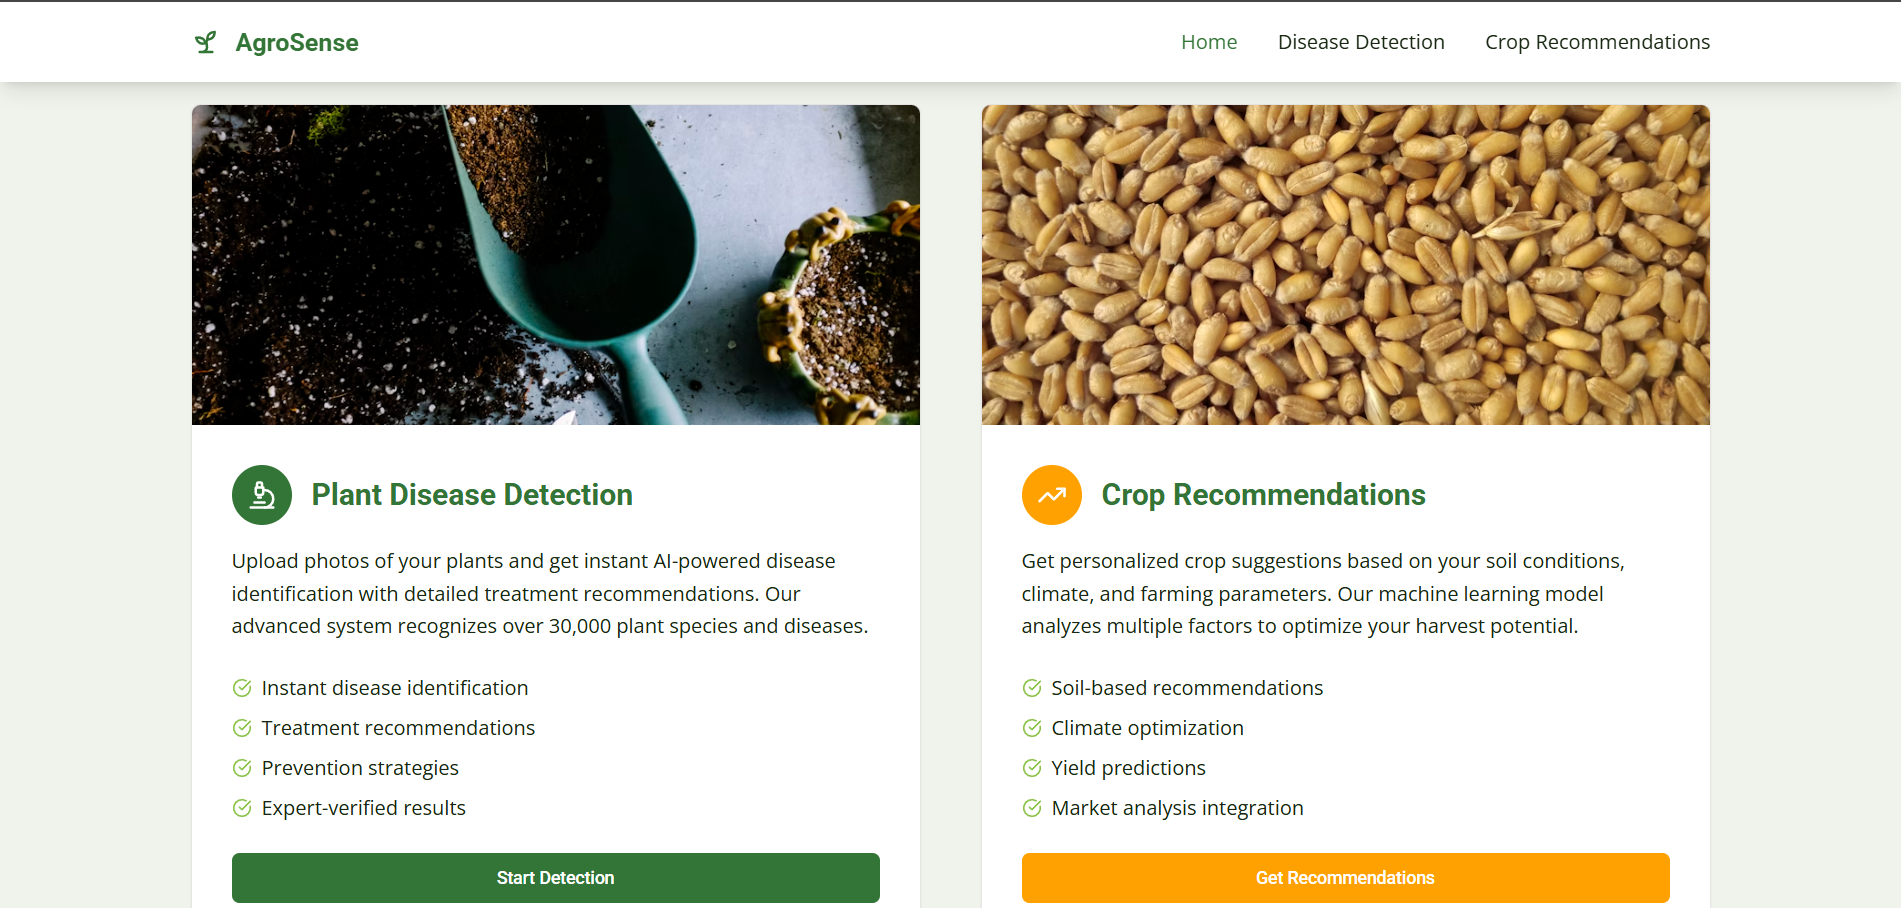 AgroSense
Home
Disease Detection
Crop Recommendations
Plant Disease Detection
Upload photos of your plants and get instant AI-powered disease
identification with detailed treatment recommendations. Our
advanced system recognizes over 30,000 plant species and diseases.
Instant disease identification
Treatment recommendations
Prevention strategies
Expert-verified results
Start Detection
Crop Recommendations
Get personalized crop suggestions based on your soil conditions,
climate, and farming parameters. Our machine learning model
analyzes multiple factors to optimize your harvest potential.
Soil-based recommendations
Climate optimization
Yield predictions
Market analysis integration
Get Recommendations